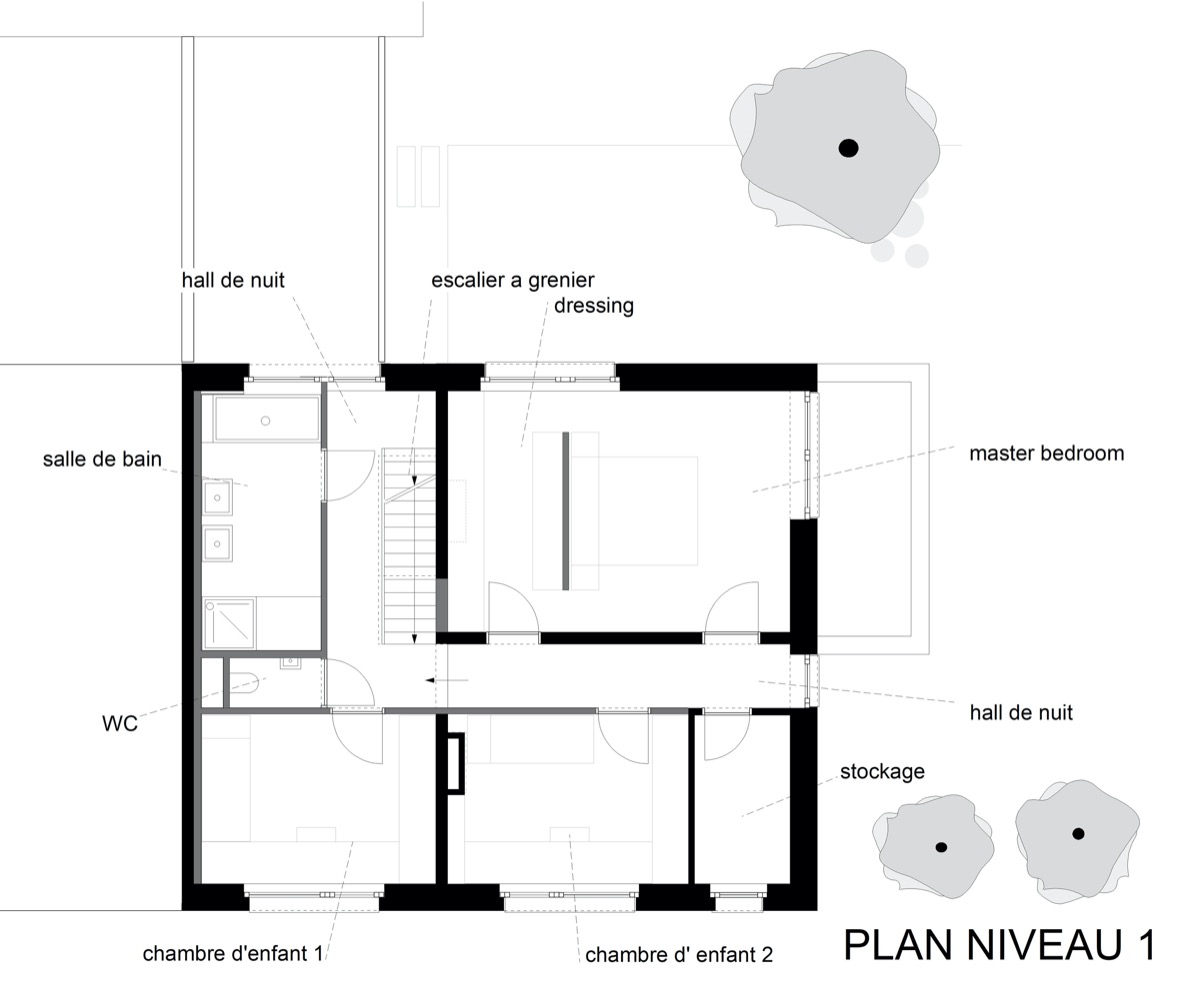 hall de nuit
escalier a grenier
dressing
salle de bain
master bedroom
WC
hall de nuit
stockage
chambre d'enfant 1
chambre d' enfant 2
PLAN NIVEAU 1